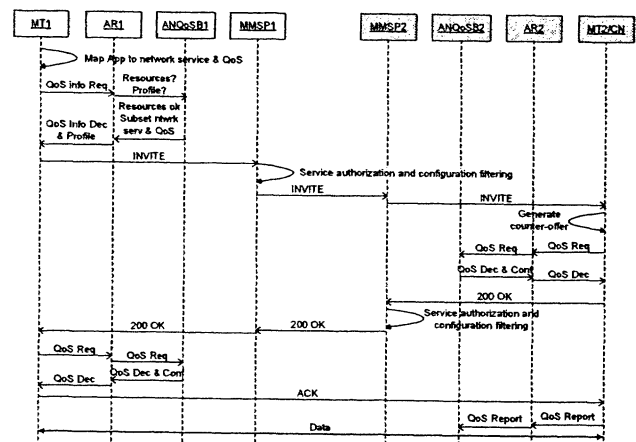 MT1 AR1 ANQoSB1 MMSP1 MMSP2 ANQoSB2 AR2 MT2/CN
Map App to network service & QoS
QoS info Req
Resources?
Profile?
Resources ok
Subset ntwrk
serv & QoS
QoS Info Dec
& Profile
INVITE
Service authorization and configuration filtering
INVITE
INVITE
Generate
counter-offer
QoS Req QoS Req
QoS Dec & Conf QoS Dec
200 OK
Service authorization and
configuration filtering
200 OK 200 OK
QoS Req
QoS Req
QoS Dec
QoS Dec & Conf
ACK
QoS Report QoS Report
Data